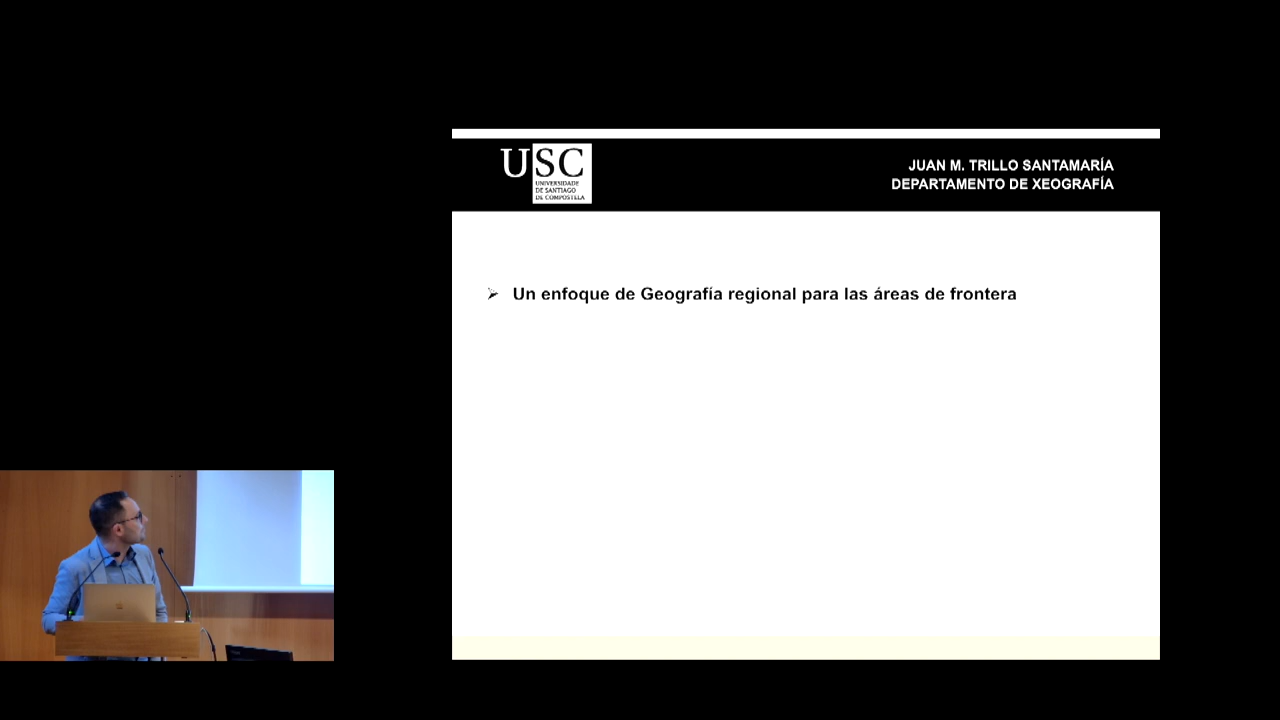 USC
UNIVERSIDADE
DE SANTIAGO
DE COMPOSTELA
JUAN M. TRILLO SANTAMARÍA
DEPARTAMENTO DE XEOGRAFÍA
➢ Un enfoque de Geografía regional para las áreas de frontera